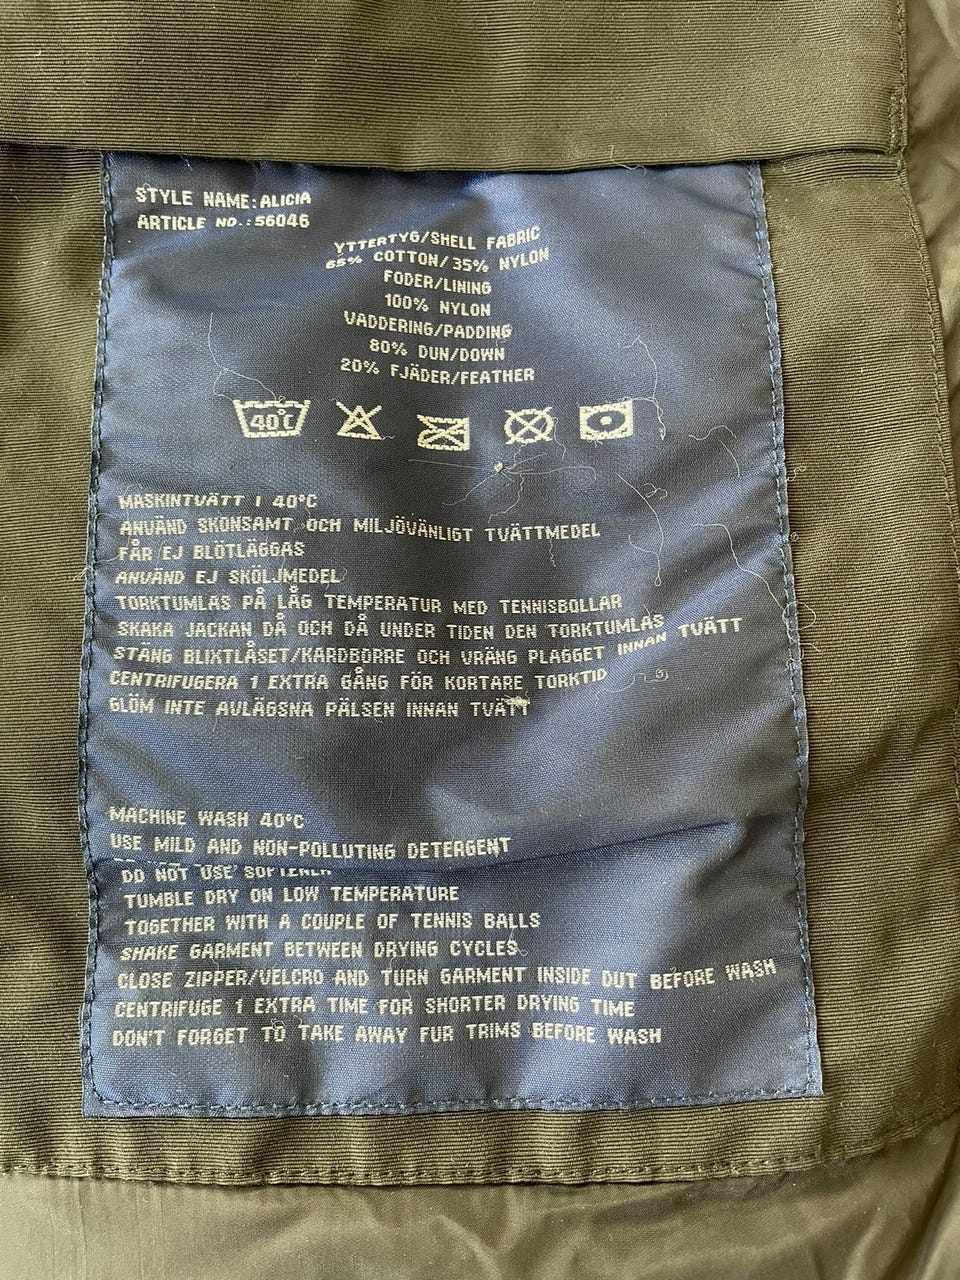 STYLE NAME: ALICIA
ARTICLE NO.: 56046
YTTERTYG/SHELL FABRIC
65% COTTON/35% NYLON
FODER/LINING
100% NYLON
VADDERING/PADDING
80% DUN/DOWN
20% FJÄDER/FEATHER
40°C
MASKINTVÄTT I 40°C
ANVÄND SKONSAMT OCH MILJÖVÄNLIGT TVÄTTMEDEL
FÅR EJ BLÖTLÄGGAS
ANVÄND EJ SKÖLJMEDEL
TORKTUMLAS PÅ LÅG TEMPERATUR MED TENNISBOLLAR
SKAKA JACKAN DÅ OCH DÅ UNDER TIDEN DEN TORKTUMLAS
STÄNG BLIXTLÅSET/KARDBORRE OCH VRÄNG PLAGGET INNAN TVÄTT
CENTRIFUGERA 1 EXTRA GÅNG FÖR KORTARE TORKTID
GLÖM INTE AVLÄGSNA PÄLSEN INNAN TVÄTT
MACHINE WASH 40°C
USE MILD AND NON-POLLUTING DETERGENT
DO NOT USE SOFTENER
TUMBLE DRY ON LOW TEMPERATURE
TOGETHER WITH A COUPLE OF TENNIS BALLS
SHAKE GARMENT BETWEEN DRYING CYCLES
CLOSE ZIPPER/VELCRO AND TURN GARMENT INSIDE OUT BEFORE WASH
CENTRIFUGE 1 EXTRA TIME FOR SHORTER DRYING TIME
DON'T FORGET TO TAKE AWAY FUR TRIMS BEFORE WASH